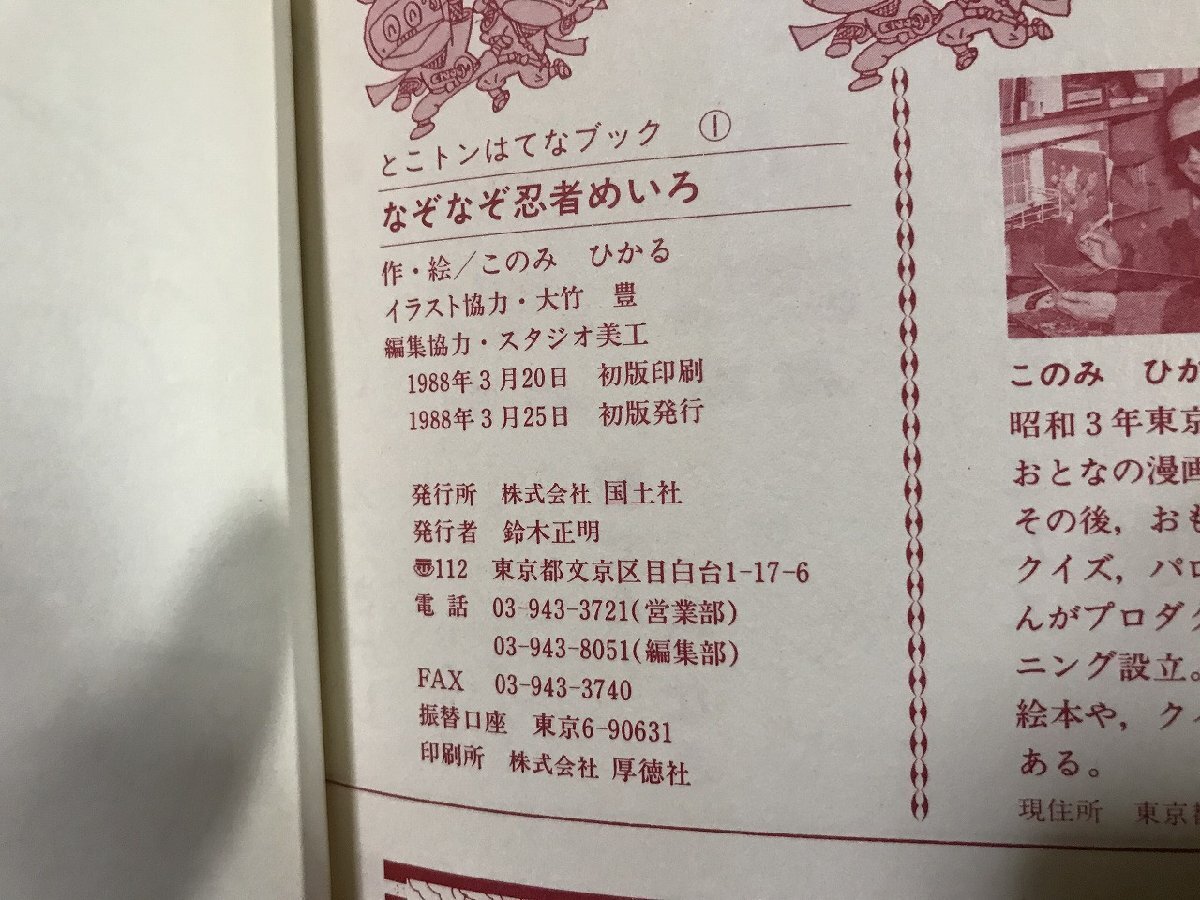 とこトンはてなブック ①
なぞなぞ忍者めいろ
作・絵/このみ ひかる
イラスト協力・大竹 豊
編集協力・スタジオ美工
1988年3月20日 初版印刷
1988年3月25日 初版発行
発行所 株式会社 国土社
発行者 鈴木正明
〠112 東京都文京区目白台1-17-6
電話 03-943-3721(営業部)
03-943-8051(編集部)
FAX 03-943-3740
振替口座 東京6-90631
印刷所 株式会社 厚徳社
このみ ひか
昭和3年東京
おとなの漫画
その後,おも
クイズ,パロ
んがプロダク
ニング設立。
絵本や,クイ
ある。
現住所 東京都